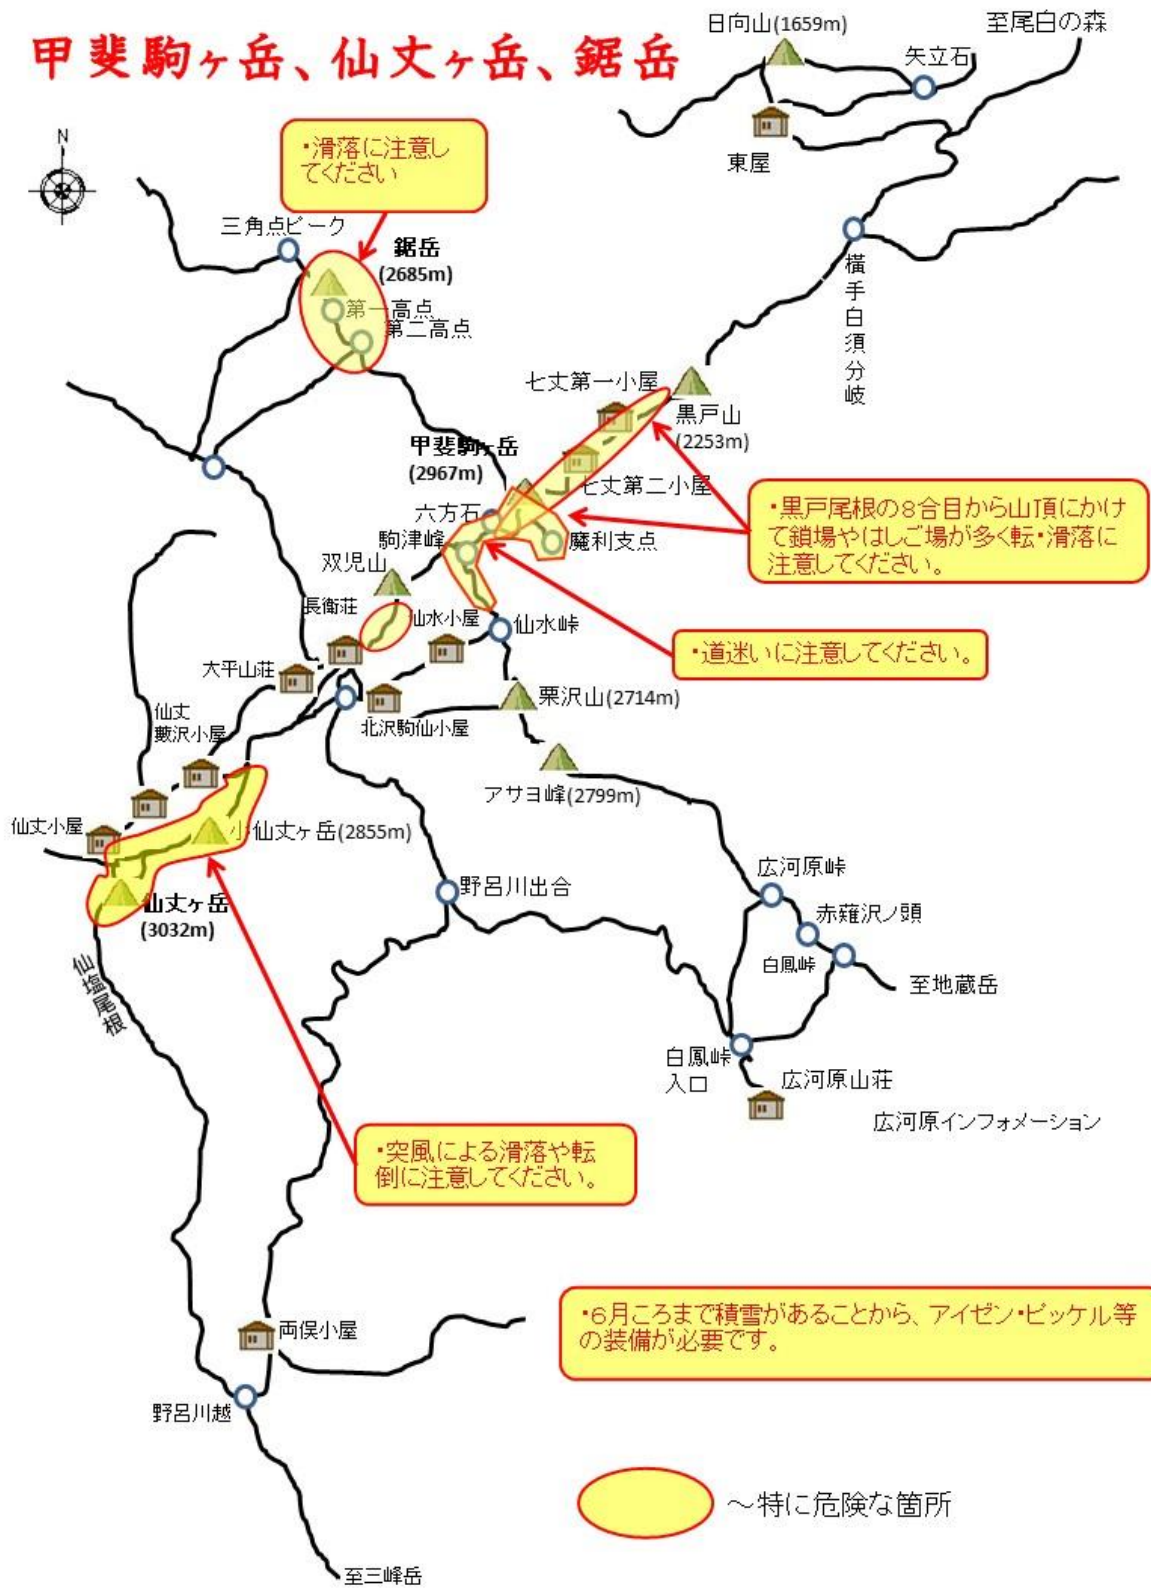 甲斐駒ヶ岳、仙丈ヶ岳、鋸岳
日向山(1659m)
至尾白の森
矢立石
東屋
N
・滑落に注意し
てください
三角点ピーク
鋸岳
(2685m)
第一高点
第二高点
横手白須分岐
七丈第一小屋
黒戸山
(2253m)
甲斐駒ヶ岳
(2967m)
七丈第二小屋
六方石
駒津峰
魔利支点
・黒戸尾根の8合目から山頂にかけ
て鎖場やはしご場が多く転・滑落に
注意してください。
双児山
長衛荘
仙水小屋
仙水峠
・道迷いに注意してください。
大平山荘
栗沢山(2714m)
仙丈
藪沢小屋
北沢駒仙小屋
アサヨ峰(2799m)
仙丈小屋
小仙丈ヶ岳(2855m)
仙丈ヶ岳
(3032m)
野呂川出合
広河原峠
赤薙沢ノ頭
白鳳峠
至地蔵岳
仙塩尾根
白鳳峠
入口
広河原山荘
広河原インフォメーション
・突風による滑落や転
倒に注意してください。
・6月ころまで積雪があることから、アイゼン・ピッケル等
の装備が必要です。
両俣小屋
野呂川越
～特に危険な箇所
至三峰岳